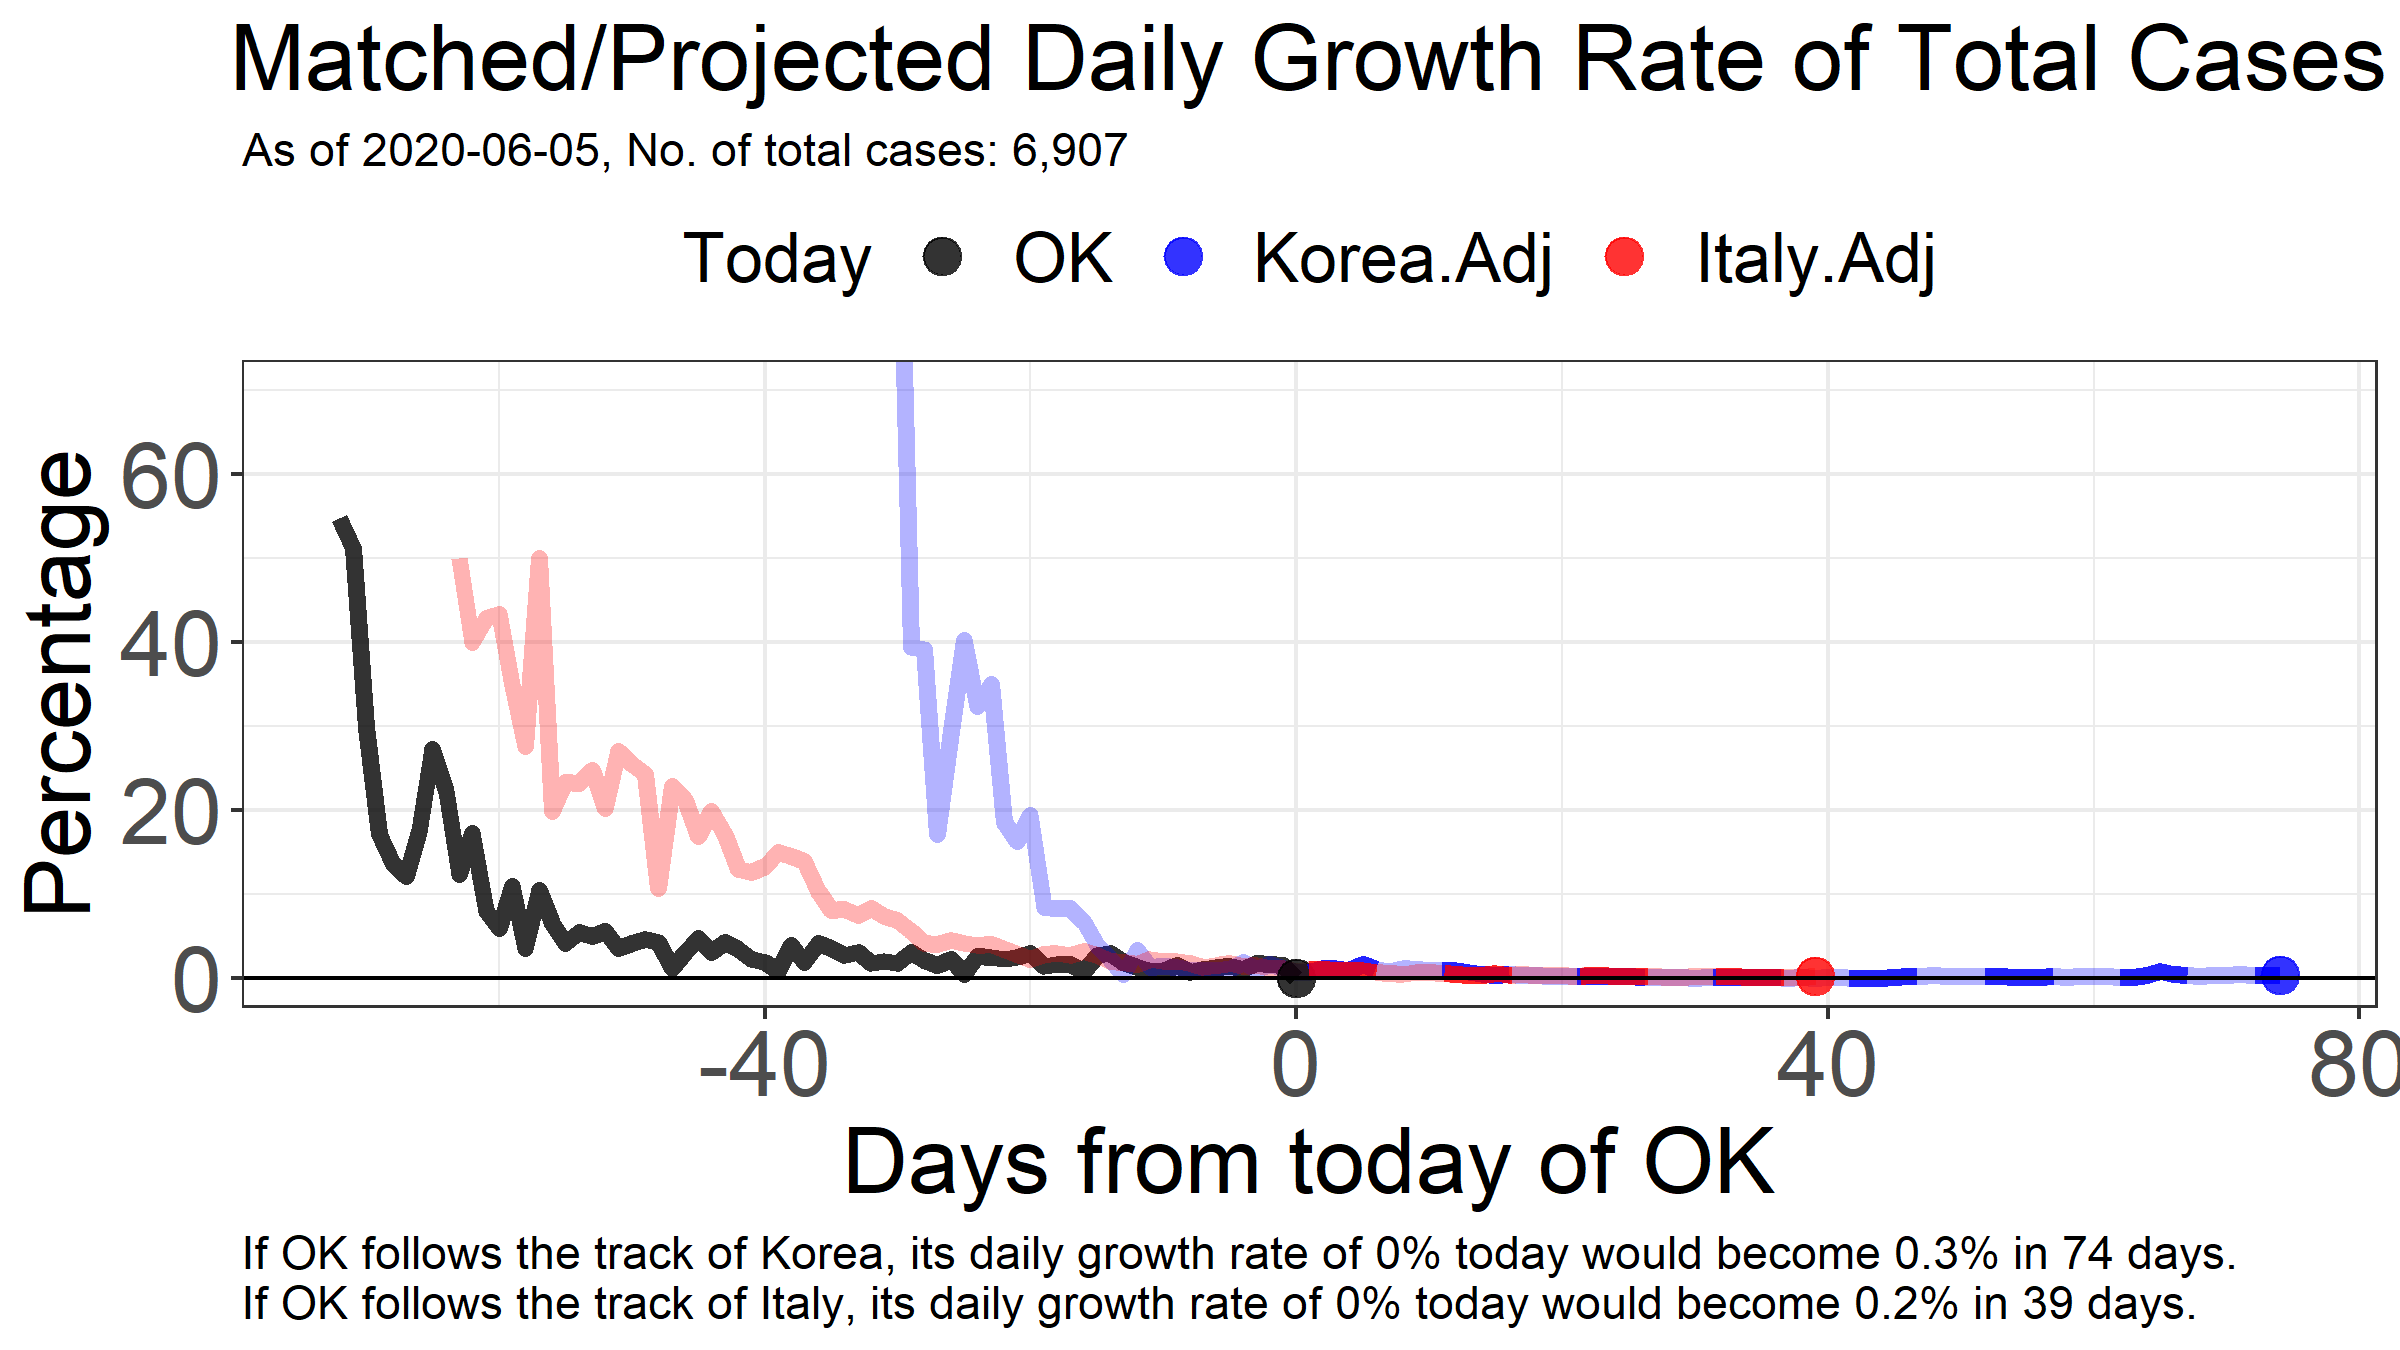 Matched/Projected Daily Growth Rate of Total Cases
As of 2020-06-05, No. of total cases: 6,907
Today OK Korea.Adj Italy.Adj
Percentage
60
40
20
0
-40 0 40 80
Days from today of OK
If OK follows the track of Korea, its daily growth rate of 0% today would become 0.3% in 74 days.
If OK follows the track of Italy, its daily growth rate of 0% today would become 0.2% in 39 days.